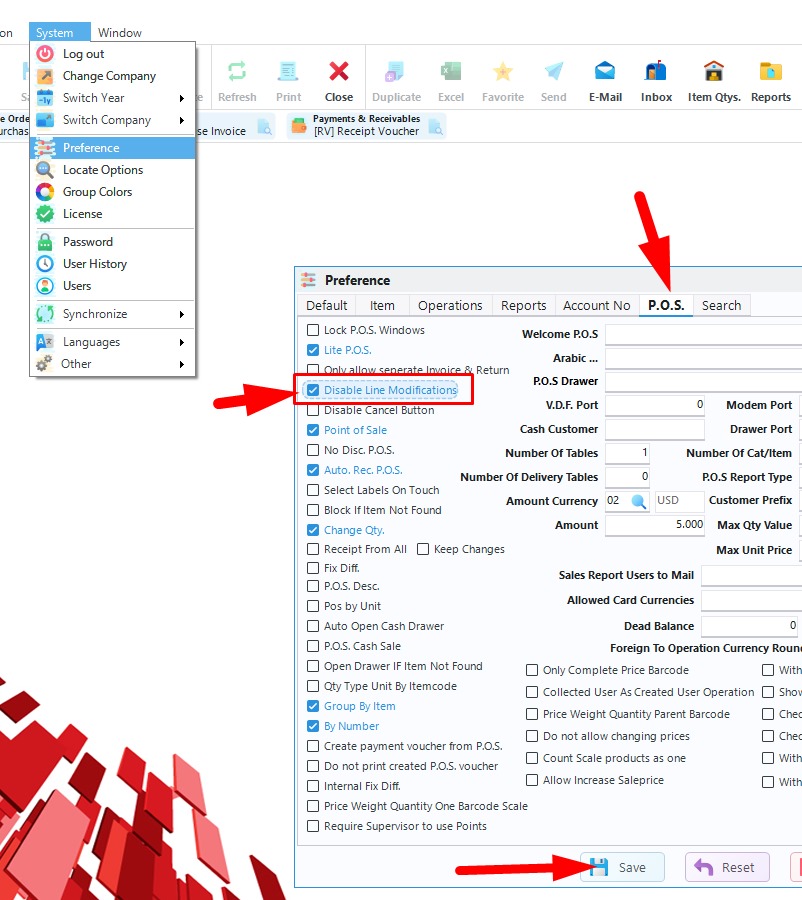 System Window
Log out
Change Company
Switch Year
Switch Company
Preference
Locate Options
Group Colors
License
Password
User History
Users
Synchronize
Languages
Other
Refresh Print Close Duplicate Excel Favorite Send E-Mail Inbox Item Qtys. Reports
Invoice
Payments & Receivables
[RV] Receipt Voucher
Preference
Default Item Operations Reports Account No P.O.S. Search
Lock P.O.S. Windows
Lite P.O.S.
Only allow seperate Invoice & Return
Disable Line Modifications
Disable Cancel Button
Point of Sale
No Disc. P.O.S.
Auto. Rec. P.O.S.
Select Labels On Touch
Block If Item Not Found
Change Qty.
Receipt From All Keep Changes
Fix Diff.
P.O.S. Desc.
Pos by Unit
Auto Open Cash Drawer
P.O.S. Cash Sale
Open Drawer IF Item Not Found
Qty Type Unit By Itemcode
Group By Item
By Number
Create payment voucher from P.O.S.
Do not print created P.O.S. voucher
Internal Fix Diff.
Price Weight Quantity One Barcode Scale
Require Supervisor to use Points
Welcome P.O.S
Arabic ...
P.O.S Drawer
V.D.F. Port 0 Modem Port
Cash Customer Drawer Port
Number Of Tables 1 Number Of Cat/Item
Number Of Delivery Tables 0 P.O.S Report Type
Amount Currency 02 USD Customer Prefix
Amount 5.000 Max Qty Value
Max Unit Price
Sales Report Users to Mail
Allowed Card Currencies
Dead Balance 0
Foreign To Operation Currency
Only Complete Price Barcode
Collected User As Created User Operation
Price Weight Quantity Parent Barcode
Do not allow changing prices
Count Scale products as one
Allow Increase Saleprice
Save Reset